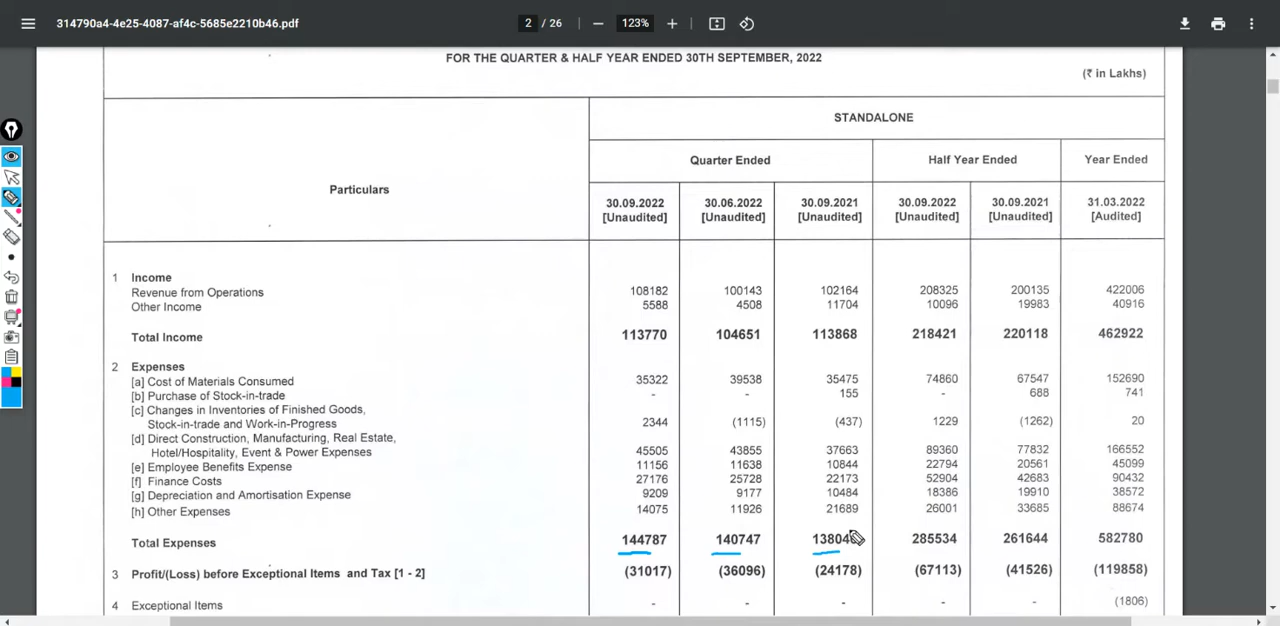 314790a4-4e25-4087-af4c-5685e2210b46.pdf 2 / 26 123%
FOR THE QUARTER & HALF YEAR ENDED 30TH SEPTEMBER, 2022
(₹ in Lakhs)
STANDALONE
Quarter Ended Half Year Ended Year Ended
Particulars
30.09.2022 30.06.2022 30.09.2021 30.09.2022 30.09.2021 31.03.2022
[Unaudited] [Unaudited] [Unaudited] [Unaudited] [Unaudited] [Audited]
1 Income
Revenue from Operations 108182 100143 102164 208325 200135 422006
Other Income 5588 4508 11704 10096 19983 40916
Total Income 113770 104651 113868 218421 220118 462922
2 Expenses
[a] Cost of Materials Consumed 35322 39538 35475 74860 67547 152690
[b] Purchase of Stock-in-trade - - 155 - 688 741
[c] Changes in Inventories of Finished Goods,
Stock-in-trade and Work-in-Progress 2344 (1115) (437) 1229 (1262) 20
[d] Direct Construction, Manufacturing, Real Estate,
Hotel/Hospitality, Event & Power Expenses 45505 43855 37663 89360 77832 166552
[e] Employee Benefits Expense 11156 11638 10844 22794 20561 45099
[f] Finance Costs 27176 25728 22173 52904 42683 90432
[g] Depreciation and Amortisation Expense 9209 9177 10484 18386 19910 38572
[h] Other Expenses 14075 11926 21689 26001 33685 88674
Total Expenses 144787 140747 285534 261644 582780
3 Profit/(Loss) before Exceptional Items and Tax [1 - 2] (31017) (36096) (24178) (67113) (41526) (119858)
4 Exceptional Items - - - - - (1806)